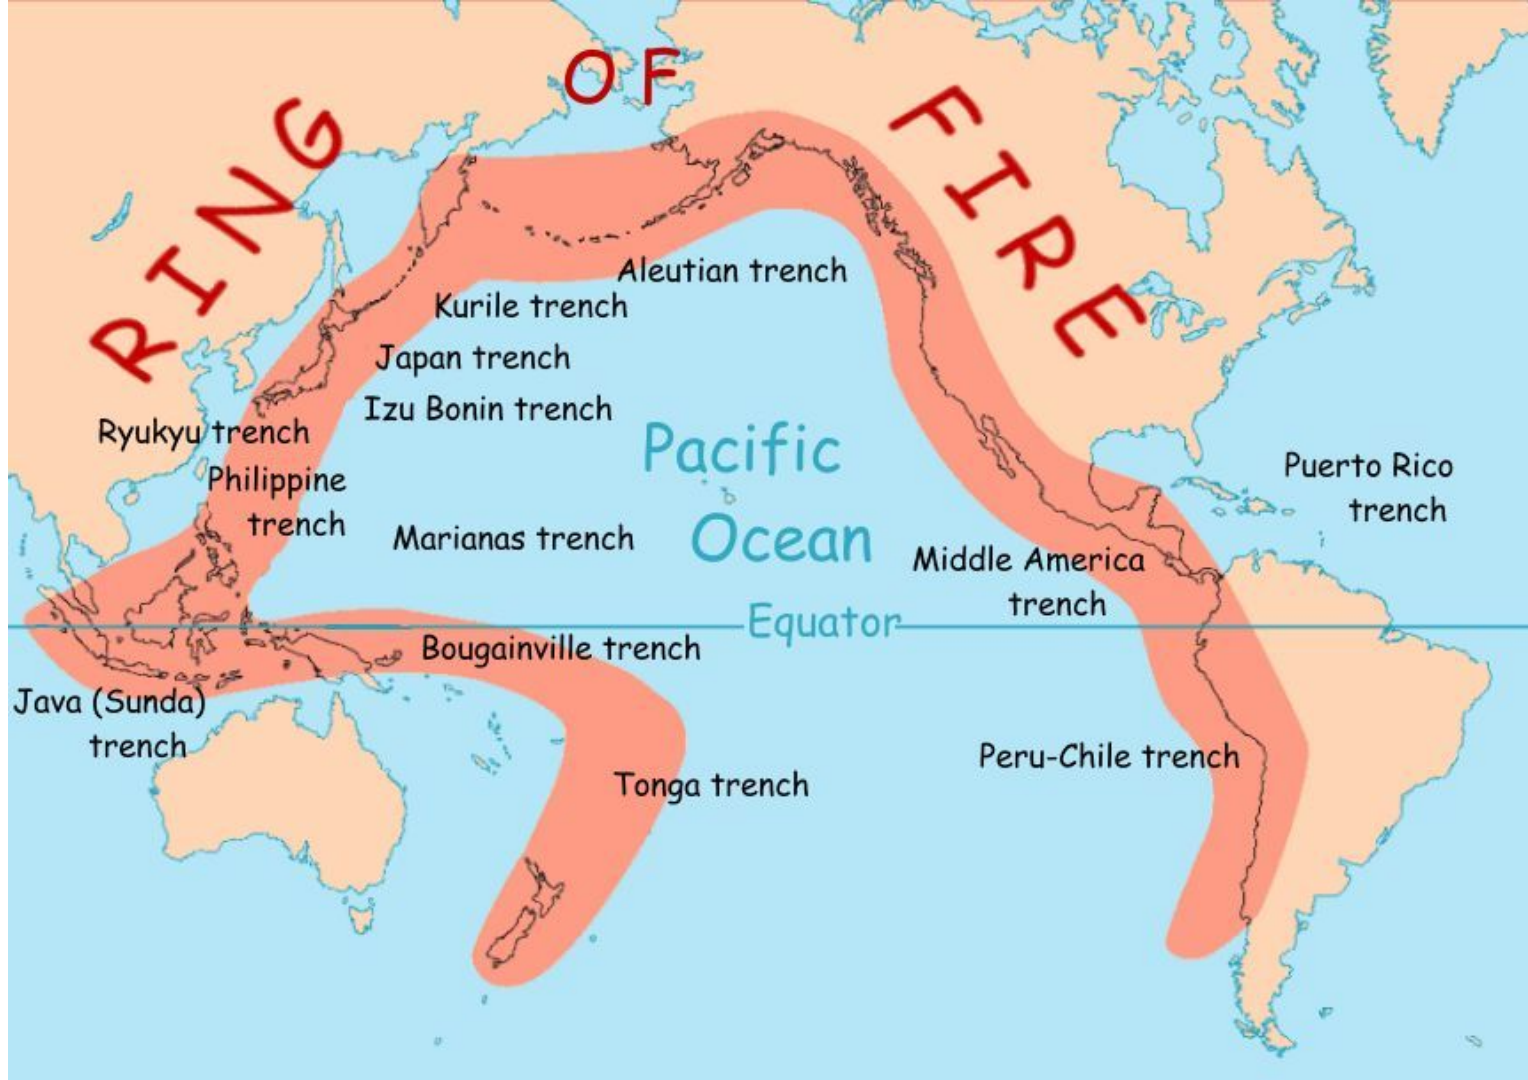 RING OF FIRE
Aleutian trench
Kurile trench
Japan trench
Izu Bonin trench
Ryukyu trench
Philippine
trench
Marianas trench
Pacific
Ocean
Equator
Puerto Rico
trench
Middle America
trench
Bougainville trench
Java (Sunda)
trench
Tonga trench
Peru-Chile trench